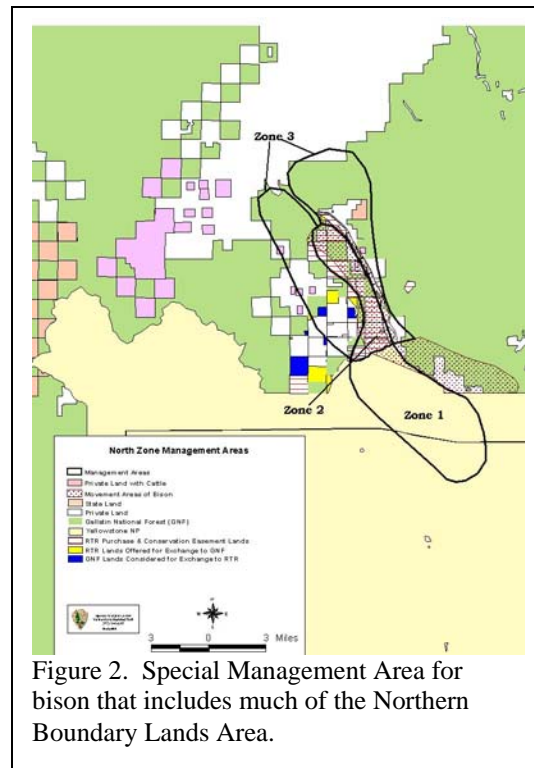 Zone 3
Zone 2
Zone 1
North Zone Management Areas
Management Areas
Private Land with Cattle
Movement Areas of Bison
State Land
Private Land
Gallatin National Forest (GNF)
Yellowstone NP
RTR Purchase & Conservation Easement Lands
RTR Lands Offered for Exchange to GNF
GNF Lands Considered for Exchange to RTR
3 0 3 Miles
Figure 2. Special Management Area for
bison that includes much of the Northern
Boundary Lands Area.